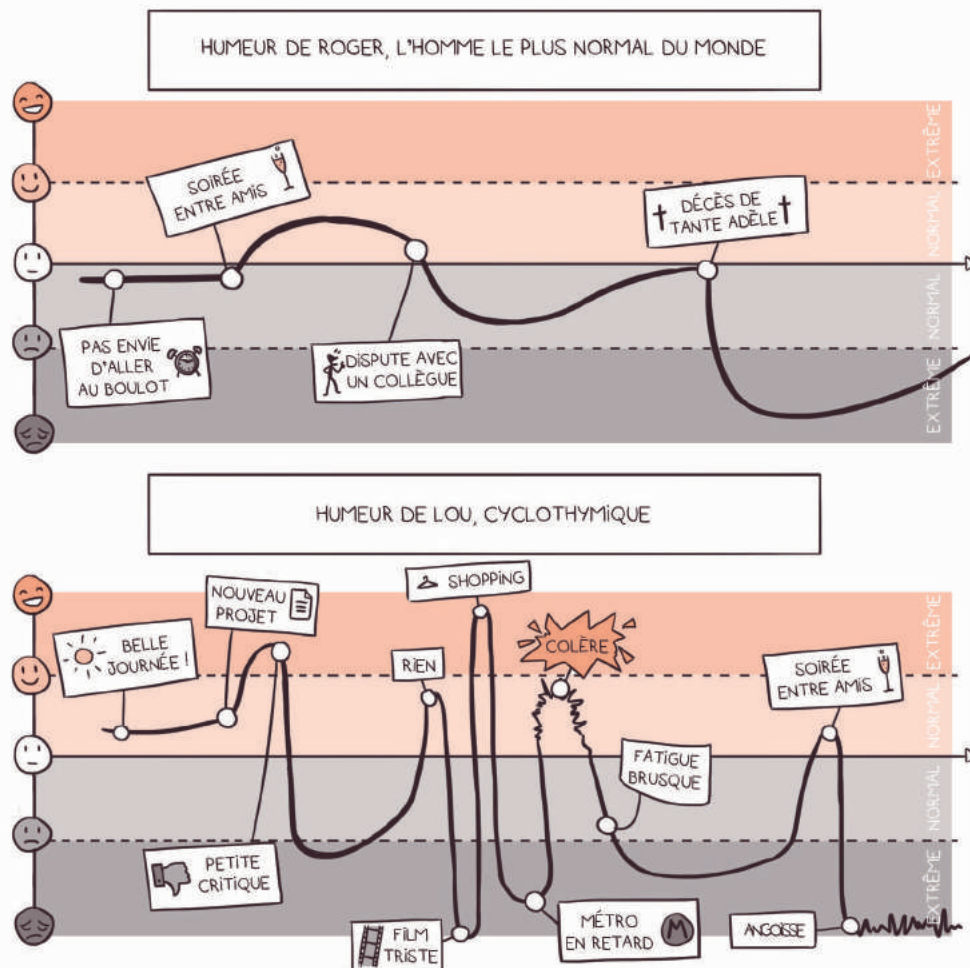 HUMEUR DE ROGER, L'HOMME LE PLUS NORMAL DU MONDE
SOIRÉE
ENTRE AMIS
DÉCÈS DE
TANTE ADÈLE
PAS ENVIE
D'ALLER
AU BOULOT
DISPUTE AVEC
UN COLLÈGUE
EXTRÊME
NORMAL
NORMAL
EXTRÊME
HUMEUR DE LOU, CYCLOTHYMIQUE
BELLE
JOURNÉE !
NOUVEAU
PROJET
PETITE
CRITIQUE
RIEN
FILM
TRISTE
SHOPPING
MÉTRO
EN RETARD
M
COLÈRE
FATIGUE
BRUSQUE
SOIRÉE
ENTRE AMIS
ANGOISSE
EXTRÊME
NORMAL
NORMAL
EXTRÊME